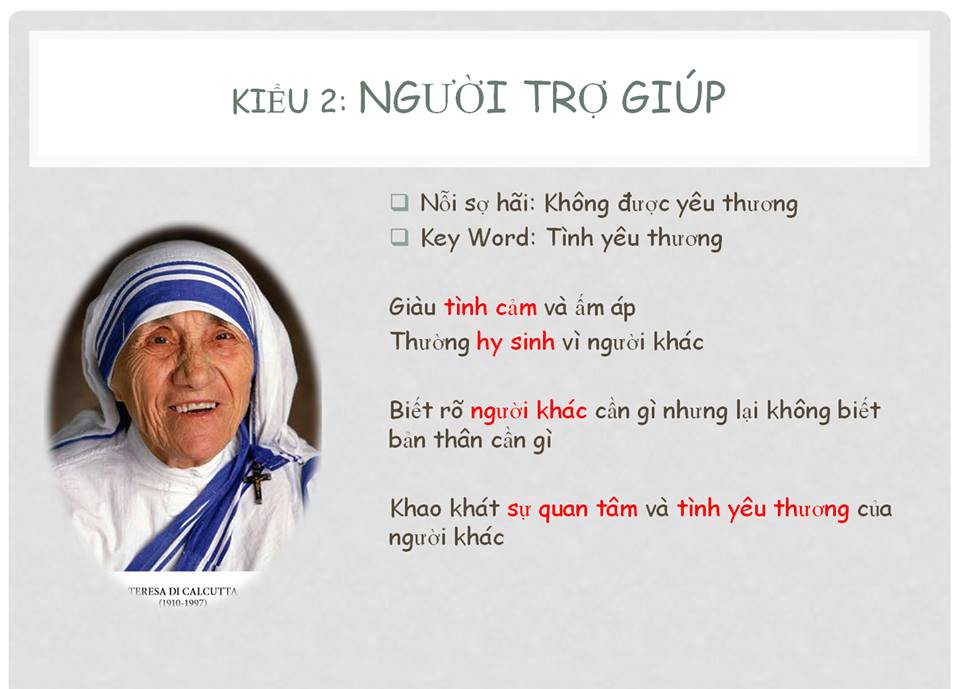 KIỂU 2: NGƯỜI TRỢ GIÚP
Nỗi sợ hãi: Không được yêu thương
Key Word: Tình yêu thương
Giàu tình cảm và ấm áp
Thường hy sinh vì người khác
Biết rõ người khác cần gì nhưng lại không biết
bản thân cần gì
Khao khát sự quan tâm và tình yêu thương của
người khác
TERESA DI CALCUTTA
(1910-1997)